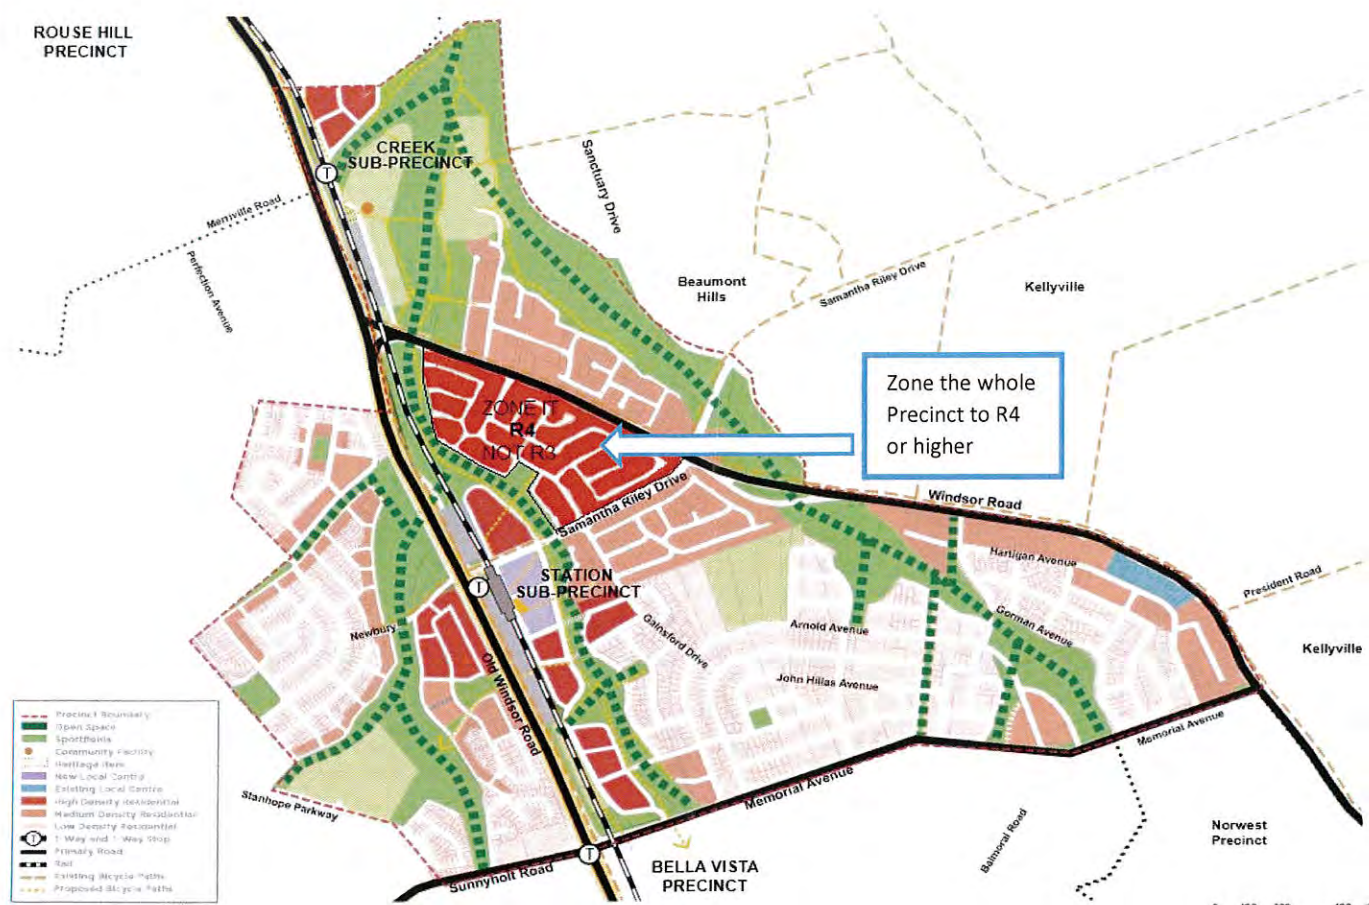 ROUSE HILL
PRECINCT
CREEK
SUB-PRECINCT
T
Merriville Road
Perfection Avenue
Sanctuary Drive
Beaumont
Hills
Samantha Riley Drive
Kellyville
Zone the whole
Precinct to R4
or higher
ZONE IT
R4
NOT R3
Samantha Riley Drive
Windsor Road
Hartigan Avenue
President Road
STATION
SUB-PRECINCT
T
Newbury
Old Windsor Road
Gainsford Drive
Arnold Avenue
Gorman Avenue
John Hillas Avenue
Kellyville
Memorial Avenue
Memorial Avenue
Stanhope Parkway
Balmoral Road
Norwest
Precinct
T
Sunnyholt Road
BELLA VISTA
PRECINCT
Precinct Boundary
Open Space
Sportfields
Community Facility
Heritage Item
New Local Centre
Existing Local Centre
High Density Residential
Medium Density Residential
Low Density Residential
T T-Way and T-Way Stop
Primary Road
Rail
Existing Bicycle Paths
Proposed Bicycle Paths